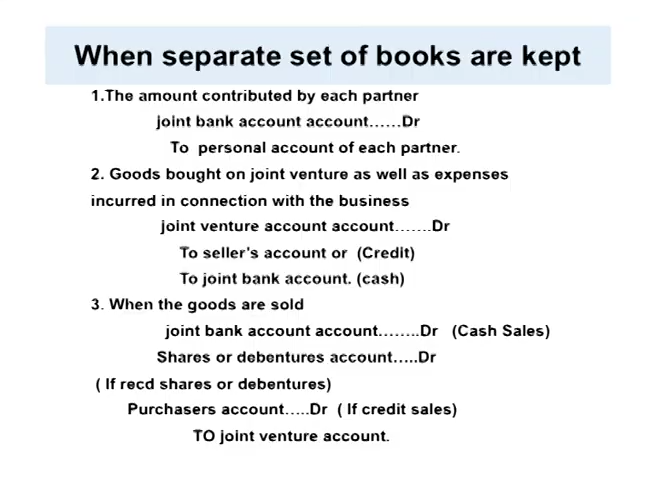 When separate set of books are kept
1.The amount contributed by each partner
joint bank account account……Dr
To personal account of each partner.
2. Goods bought on joint venture as well as expenses
incurred in connection with the business
joint venture account account…….Dr
To seller's account or (Credit)
To joint bank account. (cash)
3. When the goods are sold
joint bank account account……..Dr (Cash Sales)
Shares or debentures account…..Dr
( If recd shares or debentures)
Purchasers account…..Dr ( If credit sales)
TO joint venture account.